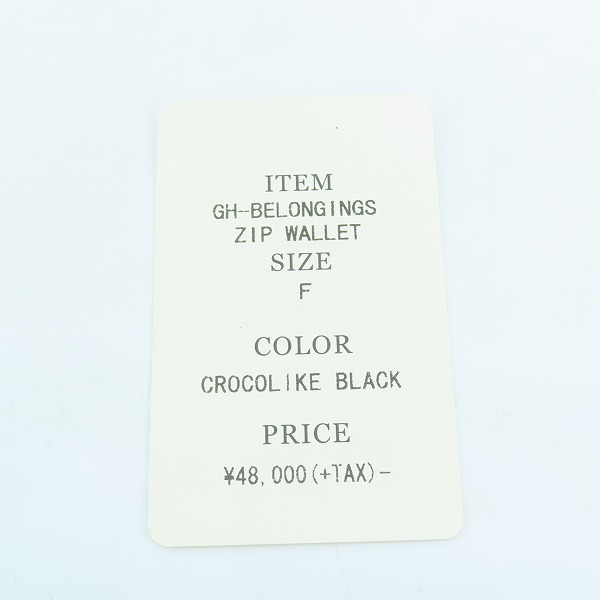 ITEM
GH-BELONGINGS
ZIP WALLET
SIZE
F
COLOR
CROCOLIKE BLACK
PRICE
¥48,000(+TAX)-